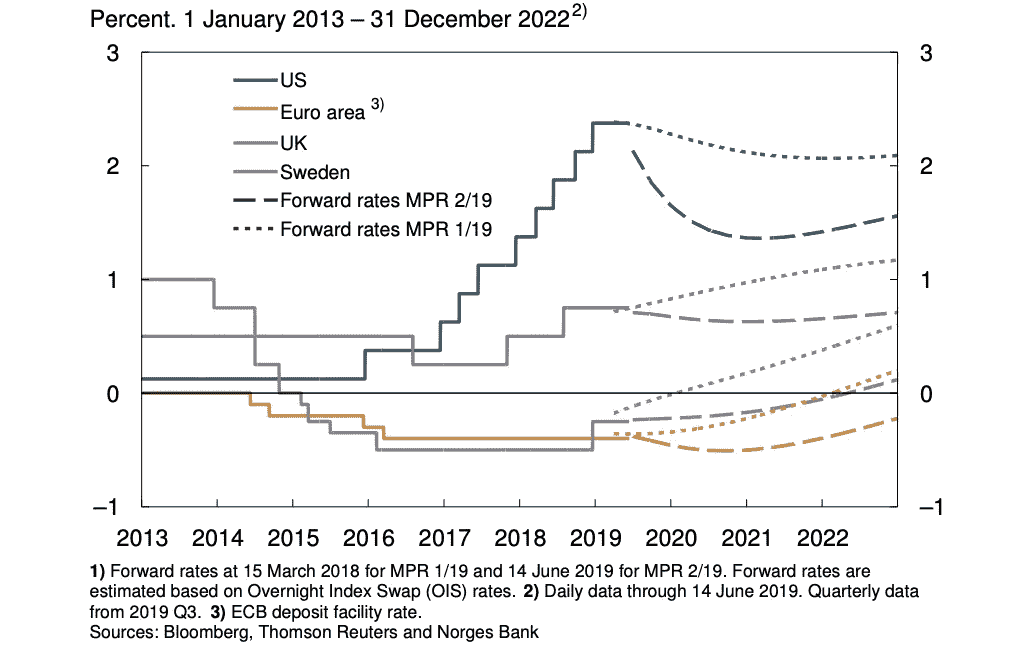 Percent. 1 January 2013 – 31 December 2022 2)
3 3
US
Euro area 3)
UK
Sweden
Forward rates MPR 2/19
Forward rates MPR 1/19
2 2
1 1
0 0
–1 –1
2013 2014 2015 2016 2017 2018 2019 2020 2021 2022
1) Forward rates at 15 March 2018 for MPR 1/19 and 14 June 2019 for MPR 2/19. Forward rates are
estimated based on Overnight Index Swap (OIS) rates. 2) Daily data through 14 June 2019. Quarterly data
from 2019 Q3. 3) ECB deposit facility rate.
Sources: Bloomberg, Thomson Reuters and Norges Bank